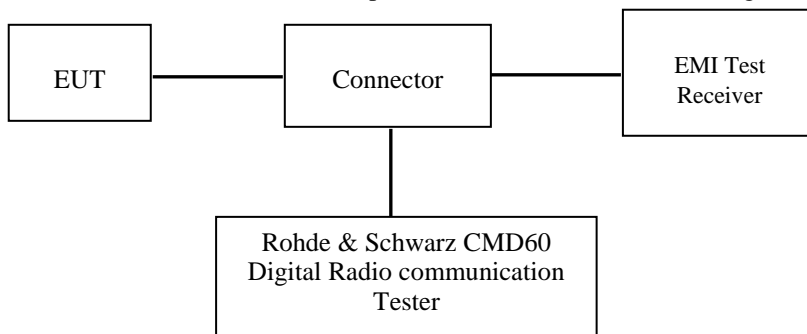 EUT
Connector
EMI Test
Receiver
Rohde & Schwarz CMD60
Digital Radio communication
Tester